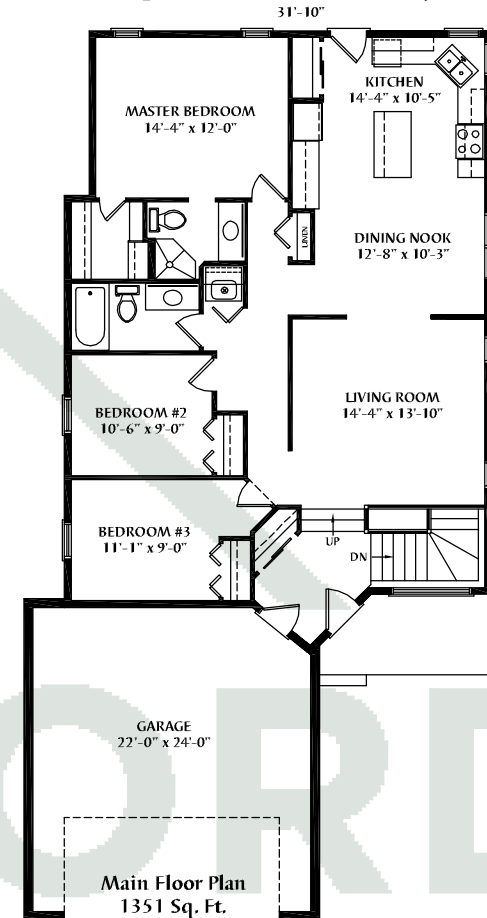 31'-10"
KITCHEN
14'-4" x 10'-5"
MASTER BEDROOM
14'-4" x 12'-0"
LINEN
DINING NOOK
12'-8" x 10'-3"
LIVING ROOM
14'-4" x 13'-10"
BEDROOM #2
10'-6" x 9'-0"
BEDROOM #3
11'-1" x 9'-0"
UP
DN
GARAGE
22'-0" x 24'-0"
Main Floor Plan
1351 Sq. Ft.